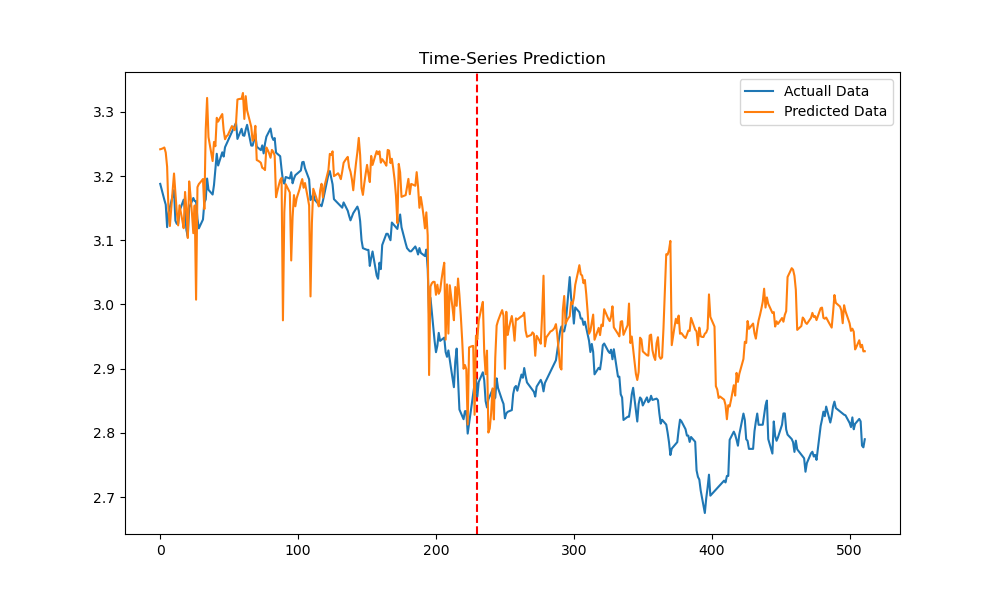 Time-Series Prediction
Actuall Data
Predicted Data
3.3
3.2
3.1
3.0
2.9
2.8
2.7
0 100 200 300 400 500